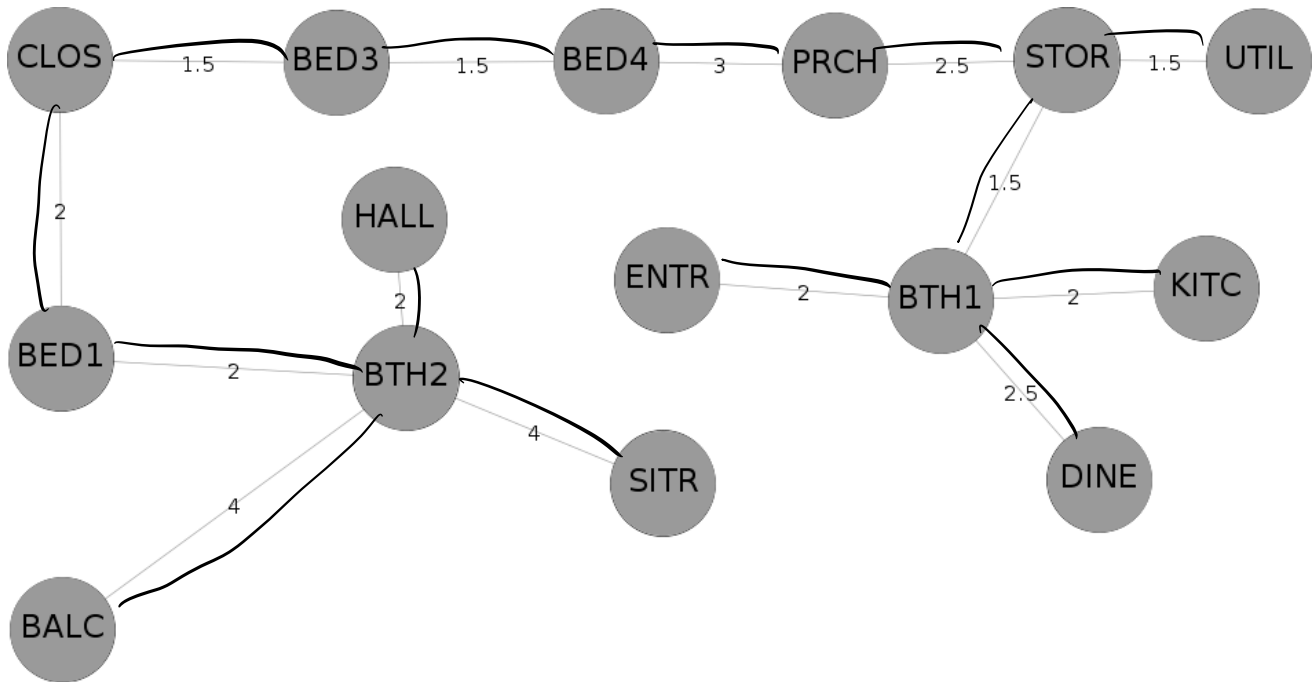 CLOS 1.5 BED3 1.5 BED4 3 PRCH 2.5 STOR 1.5 UTIL
2 HALL 1.5
ENTR 2 BTH1 2 KITC
2
BED1 2 BTH2
4 2.5
SITR DINE
4
BALC